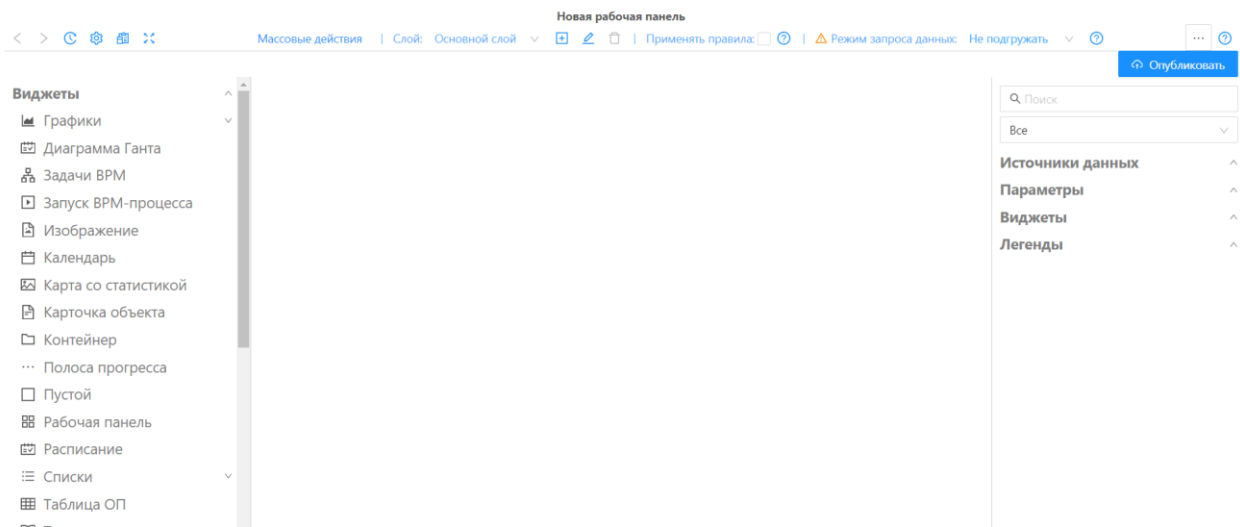 Новая рабочая панель
Массовые действия | Слой: Основной слой | Применять правила: | Режим запроса данных: Не подгружать
Опубликовать
Виджеты
Графики
Диаграмма Ганта
Задачи BPM
Запуск BPM-процесса
Изображение
Календарь
Карта со статистикой
Карточка объекта
Контейнер
Полоса прогресса
Пустой
Рабочая панель
Расписание
Списки
Таблица ОП
Поиск
Все
Источники данных
Параметры
Виджеты
Легенды